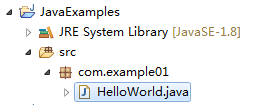 JavaExamples
JRE System Library [JavaSE-1.8]
src
com.example01
HelloWorld.java